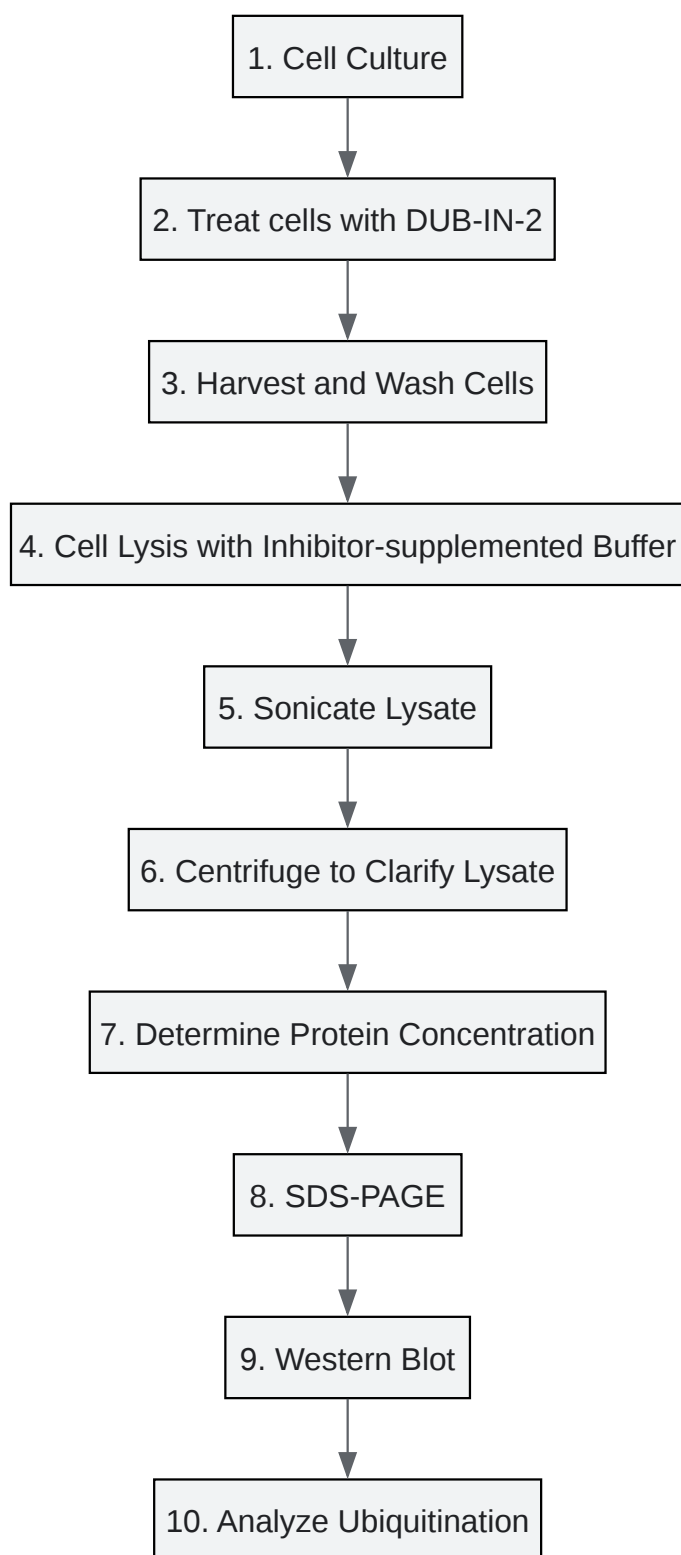 1. Cell Culture
2. Treat cells with DUB-IN-2
3. Harvest and Wash Cells
4. Cell Lysis with Inhibitor-supplemented Buffer
5. Sonicate Lysate
6. Centrifuge to Clarify Lysate
7. Determine Protein Concentration
8. SDS-PAGE
9. Western Blot
10. Analyze Ubiquitination